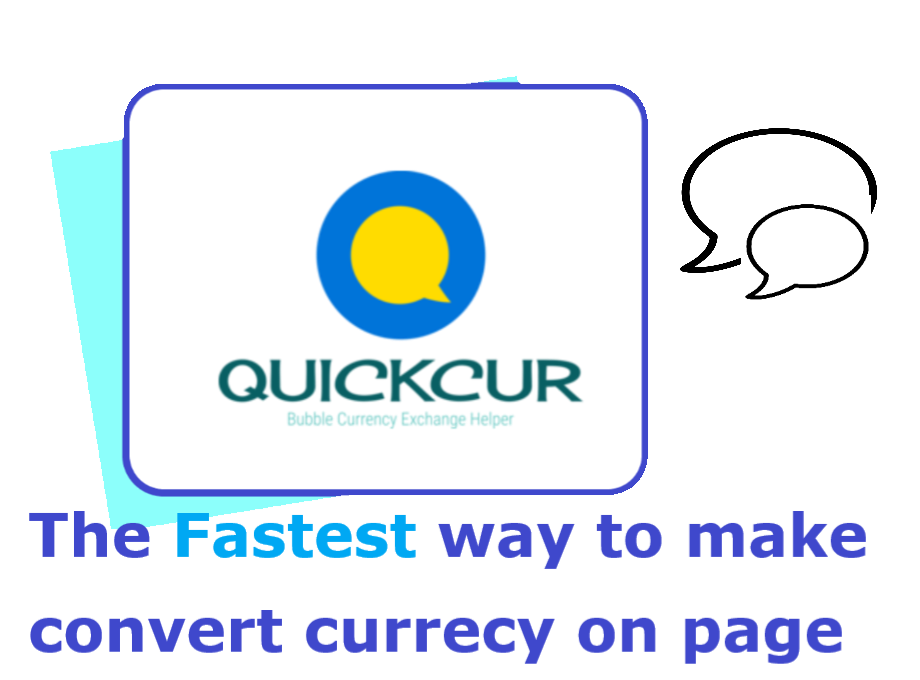 QUICKCUR
Bubble Currency Exchange Helper
The Fastest way to make
convert currecy on page